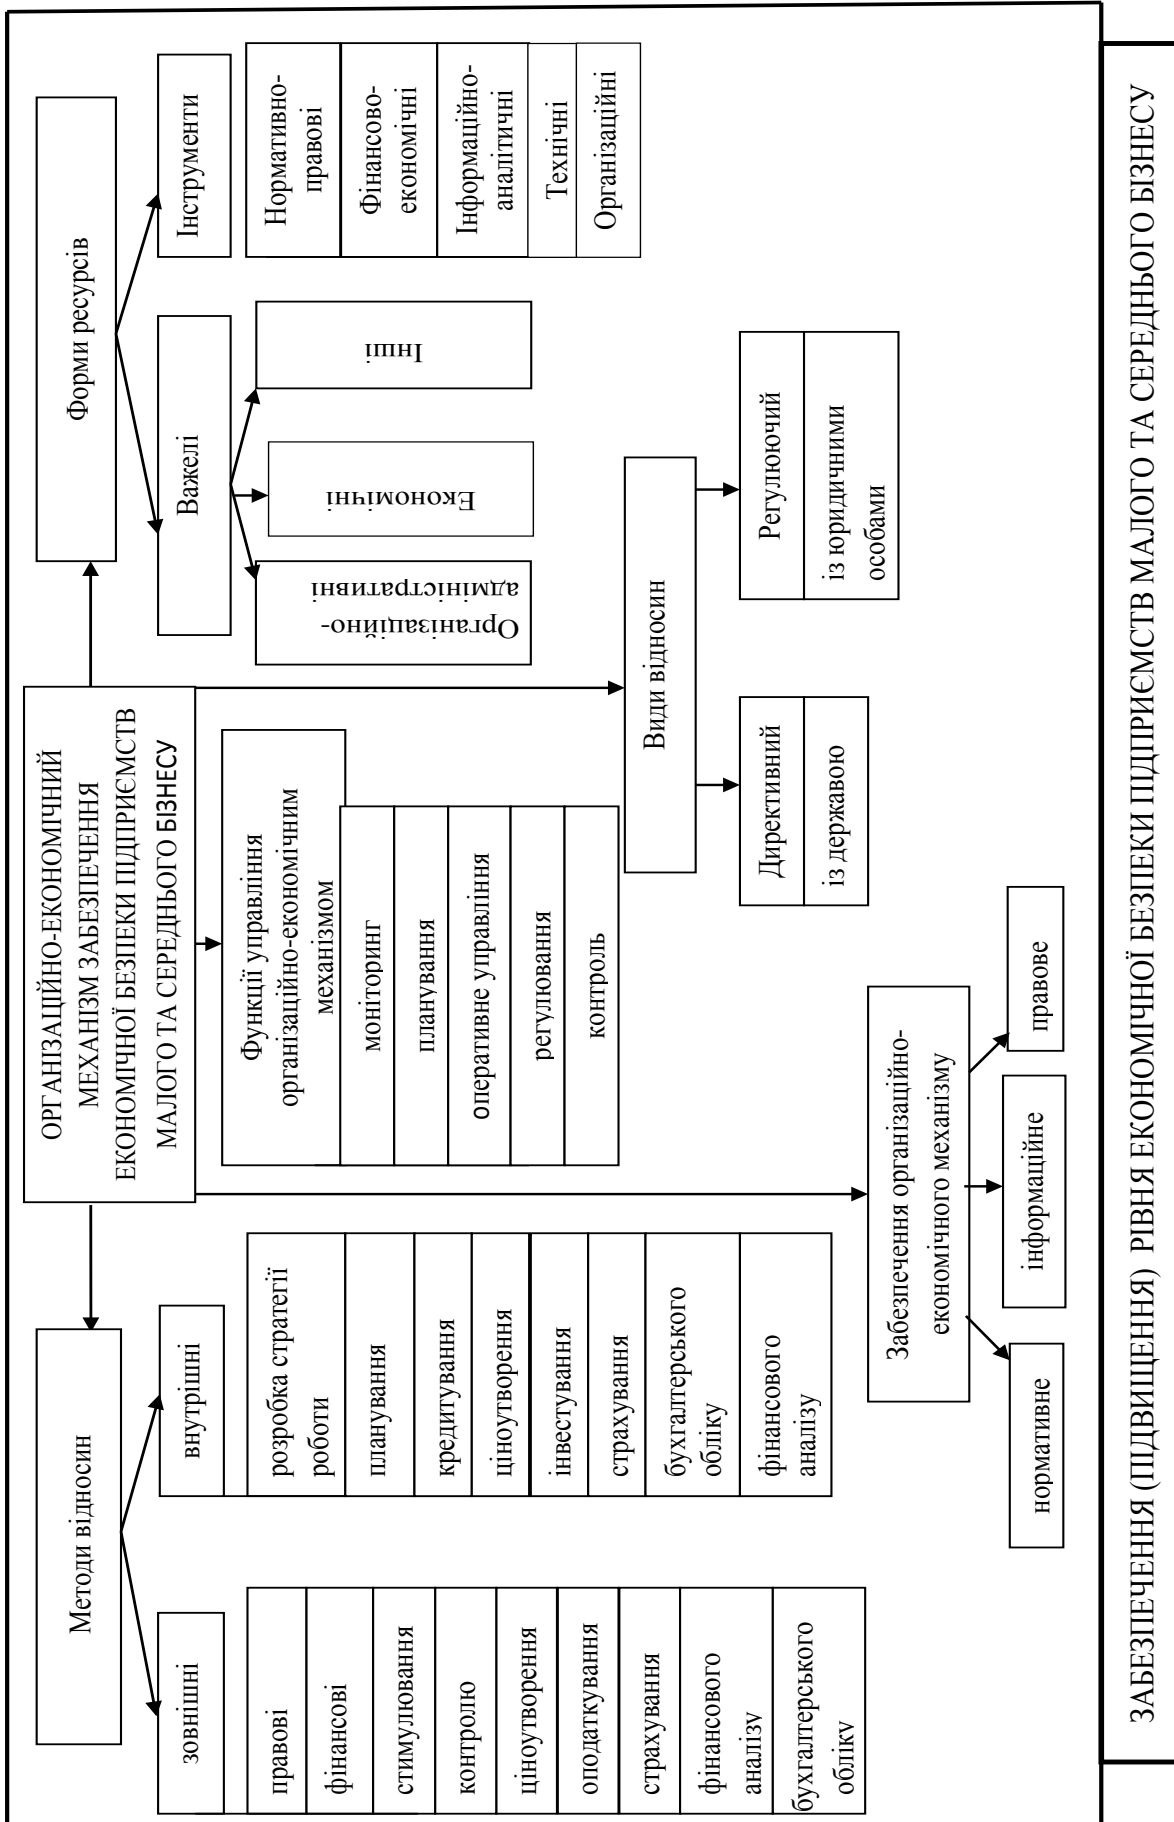 ОРГАНІЗАЦІЙНО-ЕКОНОМІЧНИЙ
МЕХАНІЗМ ЗАБЕЗПЕЧЕННЯ
ЕКОНОМІЧНОЇ БЕЗПЕКИ ПІДПРИЄМСТВ
МАЛОГО ТА СЕРЕДНЬОГО БІЗНЕСУ
Методи відносин
зовнішні
правові
фінансові
стимулювання
контролю
ціноутворення
оподаткування
страхування
фінансового
аналізу
бухгалтерського
обліку
внутрішні
розробка стратегії
роботи
планування
кредитування
ціноутворення
інвестування
страхування
бухгалтерського
обліку
фінансового
аналізу
Функції управління
організаційно-економічним
механізмом
моніторинг
планування
оперативне управління
регулювання
контроль
Форми ресурсів
Важелі
Організаційно-
адміністративні
Економічні
Інші
Інструменти
Нормативно-
правові
Фінансово-
економічні
Інформаційно-
аналітичні
Технічні
Організаційні
Види відносин
Директивний
із державою
Регулюючий
із юридичними
особами
Забезпечення організаційно-
економічного механізму
нормативне
інформаційне
правове
ЗАБЕЗПЕЧЕННЯ (ПІДВИЩЕННЯ) РІВНЯ ЕКОНОМІЧНОЇ БЕЗПЕКИ ПІДПРИЄМСТВ МАЛОГО ТА СЕРЕДНЬОГО БІЗНЕСУ